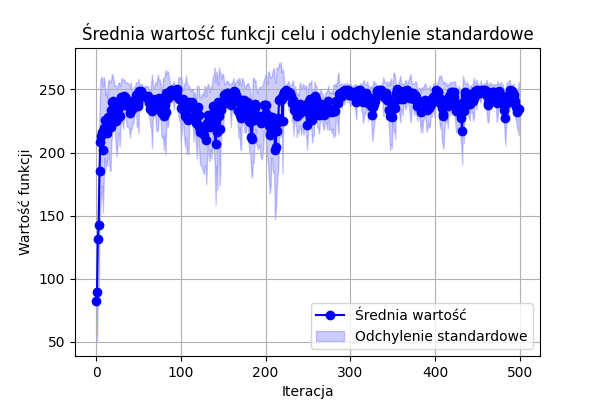 Średnia wartość funkcji celu i odchylenie standardowe
Wartość funkcji
250
200
150
100
50
0
100
200
300
400
500
Iteracja
Średnia wartość
Odchylenie standardowe